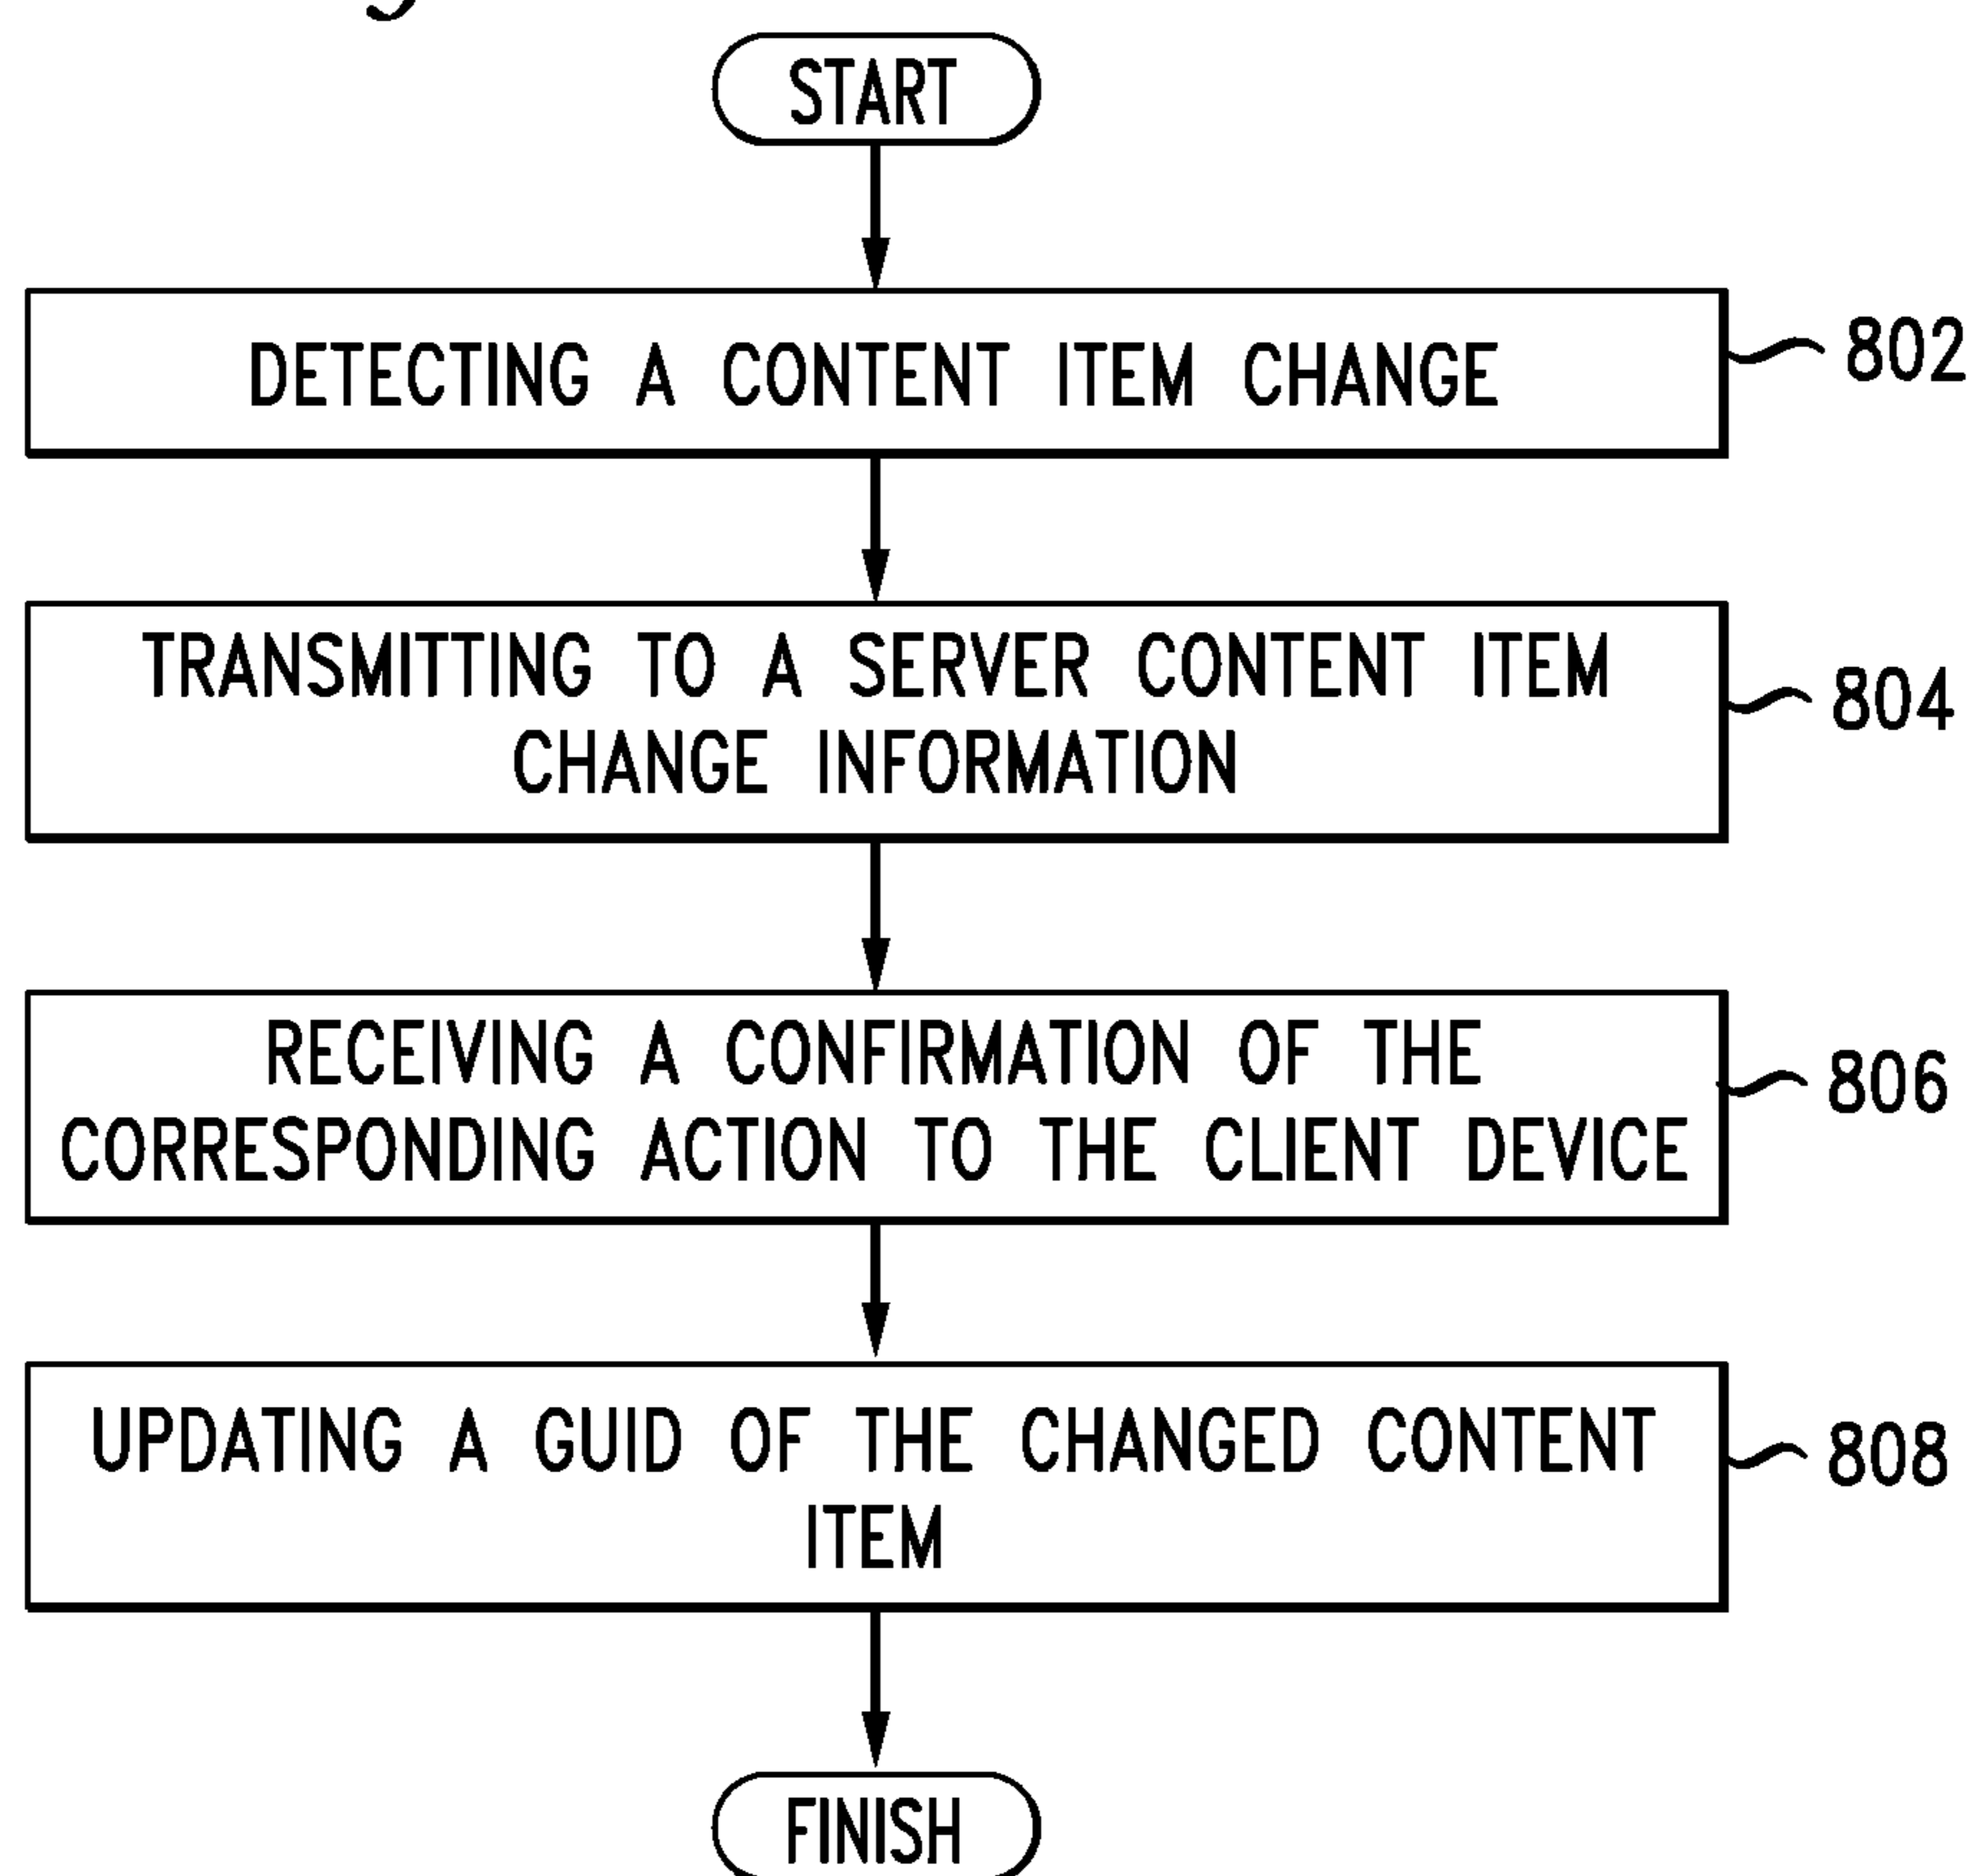 START
DETECTING A CONTENT ITEM CHANGE
802
TRANSMITTING TO A SERVER CONTENT ITEM
CHANGE INFORMATION
804
RECEIVING A CONFIRMATION OF THE
CORRESPONDING ACTION TO THE CLIENT DEVICE
806
UPDATING A GUID OF THE CHANGED CONTENT
ITEM
808
FINISH